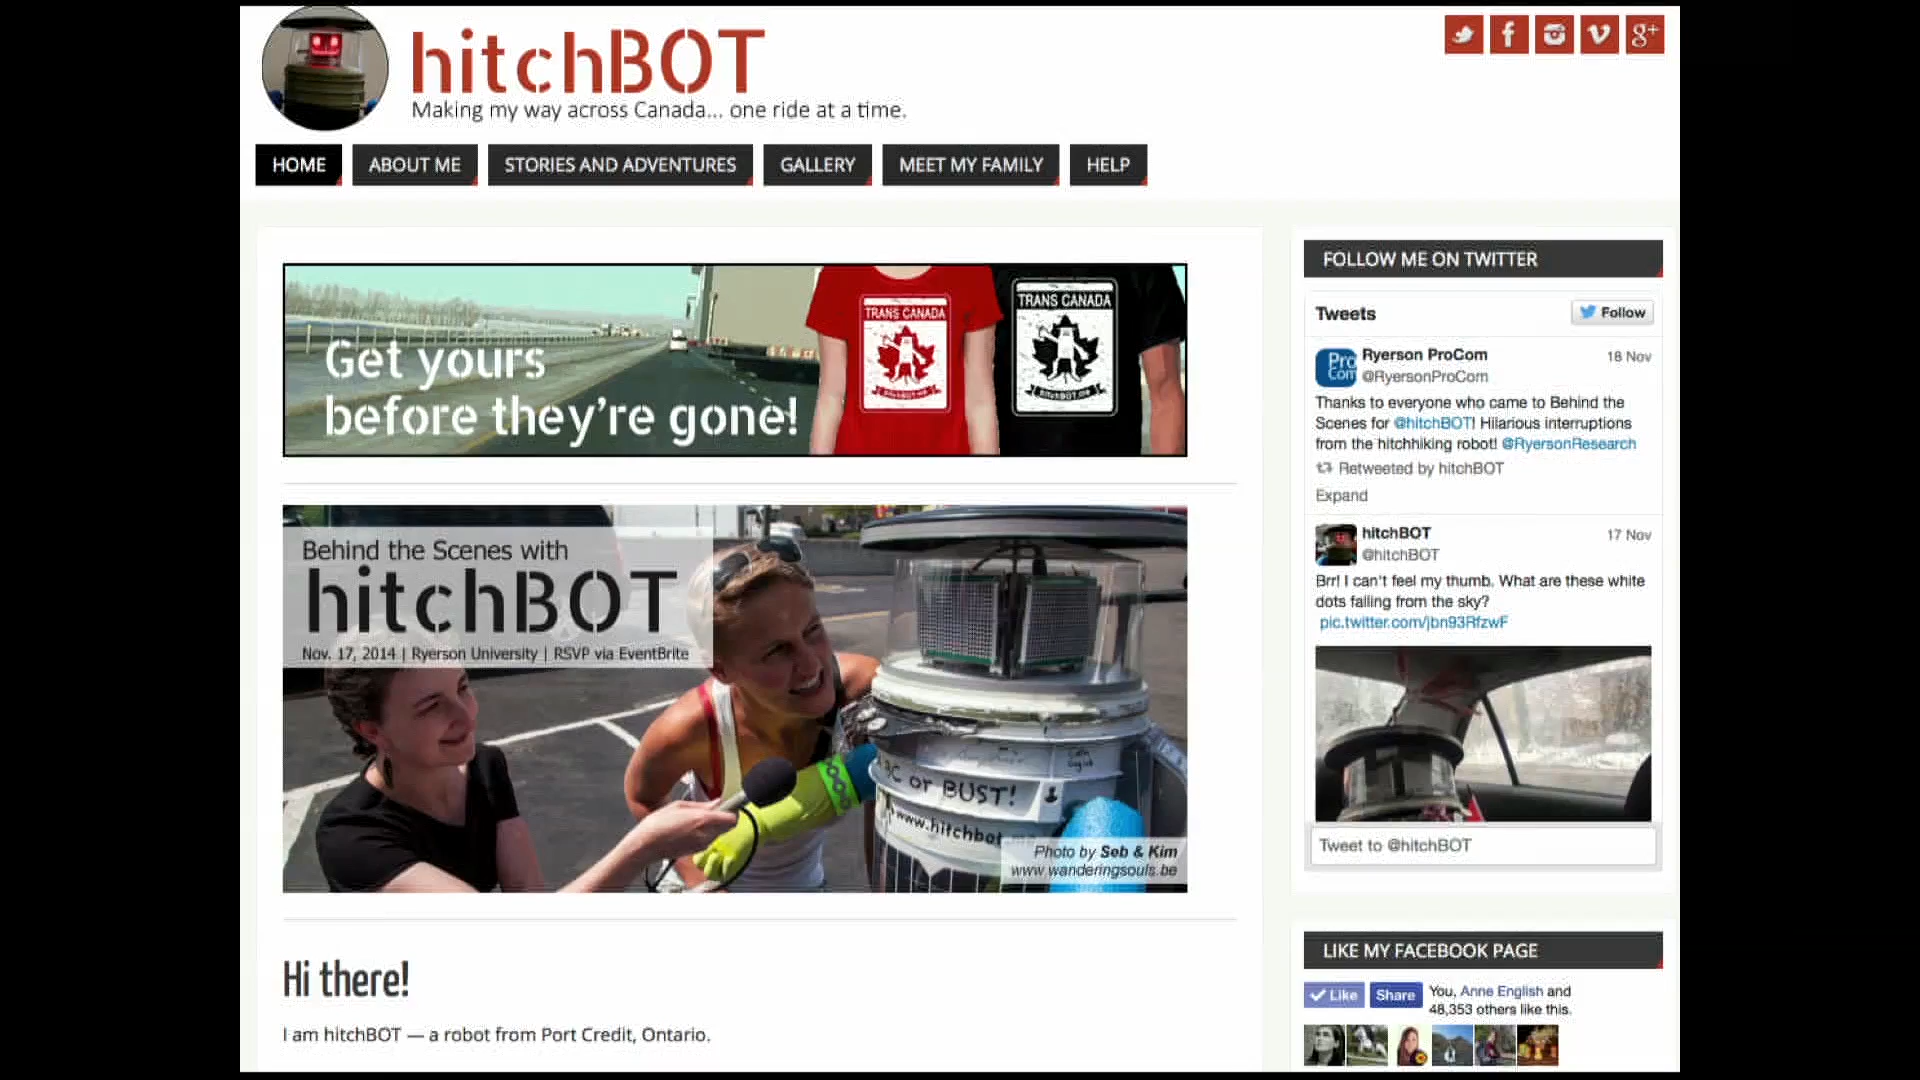 hitchBOT
Making my way across Canada... one ride at a time.
g+
HOME
ABOUT ME
STORIES AND ADVENTURES
GALLERY
MEET MY FAMILY
HELP
Get yours
before they're gone!
TRANS CANADA
hitchBOT.me
TRANS CANADA
hitchBOT.me
Behind the Scenes with
hitchBOT
Nov. 17, 2014 | Ryerson University | RSVP via EventBrite
BC or BUST!
www.hitchbot
Photo by Seb & Kim
www.wanderingsouls.be
Hi there!
I am hitchBOT — a robot from Port Credit, Ontario.
FOLLOW ME ON TWITTER
Tweets
Follow
Pro
Com
Ryerson ProCom
18 Nov
@RyersonProCom
Thanks to everyone who came to Behind the
Scenes for @hitchBOT! Hilarious interruptions
from the hitchhiking robot! @RyersonResearch
Retweeted by hitchBOT
Expand
hitchBOT
17 Nov
@hitchBOT
Brr! I can't feel my thumb. What are these white
dots falling from the sky?
pic.twitter.com/jbn93RfzwF
Tweet to @hitchBOT
LIKE MY FACEBOOK PAGE
Like
Share
You, Anne English and
48,353 others like this.